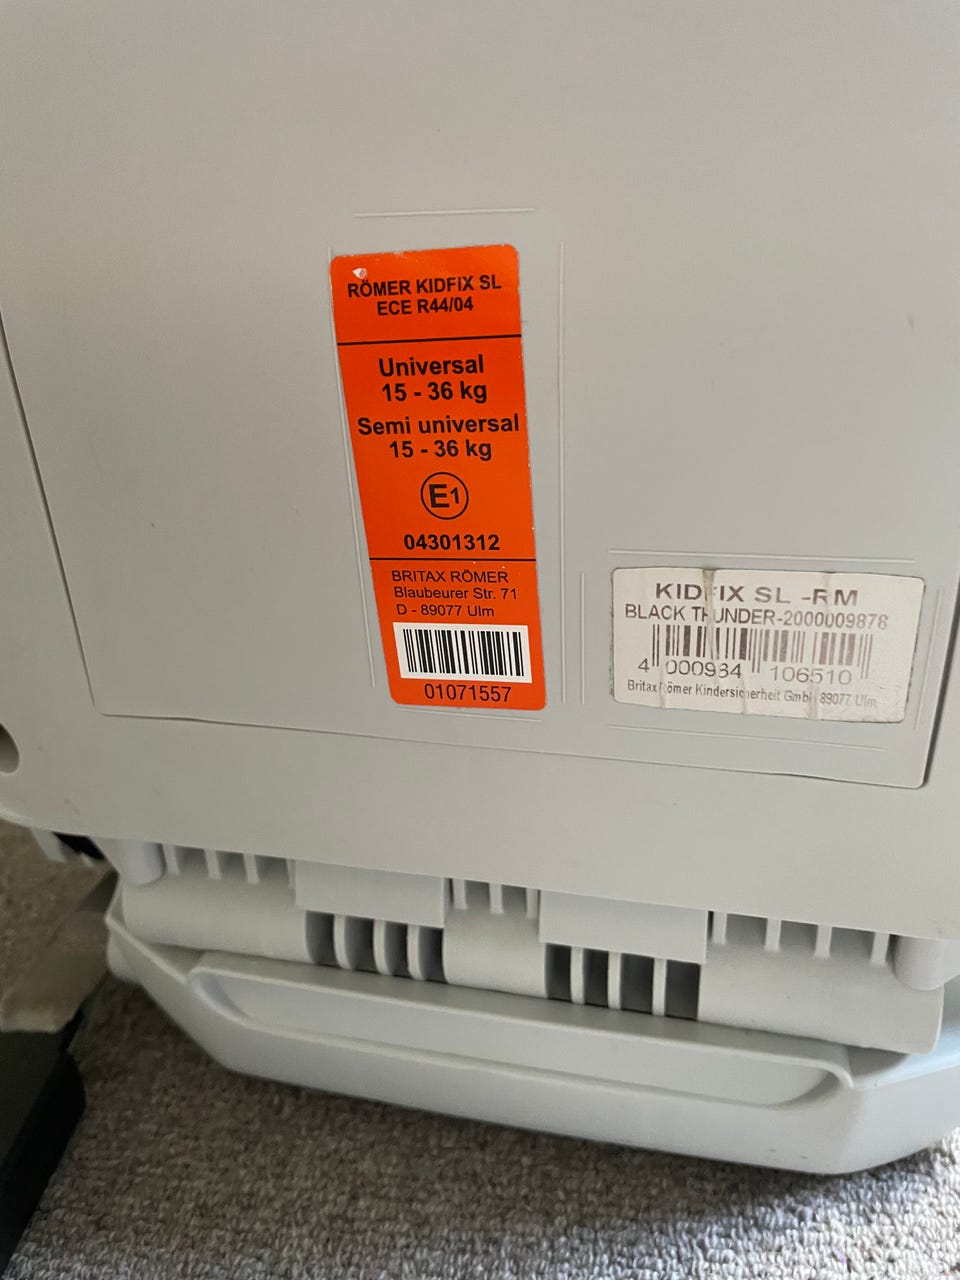 RÖMER KIDFIX SL
ECE R44/04
Universal
15 - 36 kg
Semi universal
15 - 36 kg
E1
04301312
BRITAX RÖMER
Blaubeurer Str. 71
D - 89077 Ulm
01071557
KIDFIX SL -RM
BLACK THUNDER-2000009876
4 000984 106510
Britax Römer Kindersicherheit GmbH 89077 Ulm